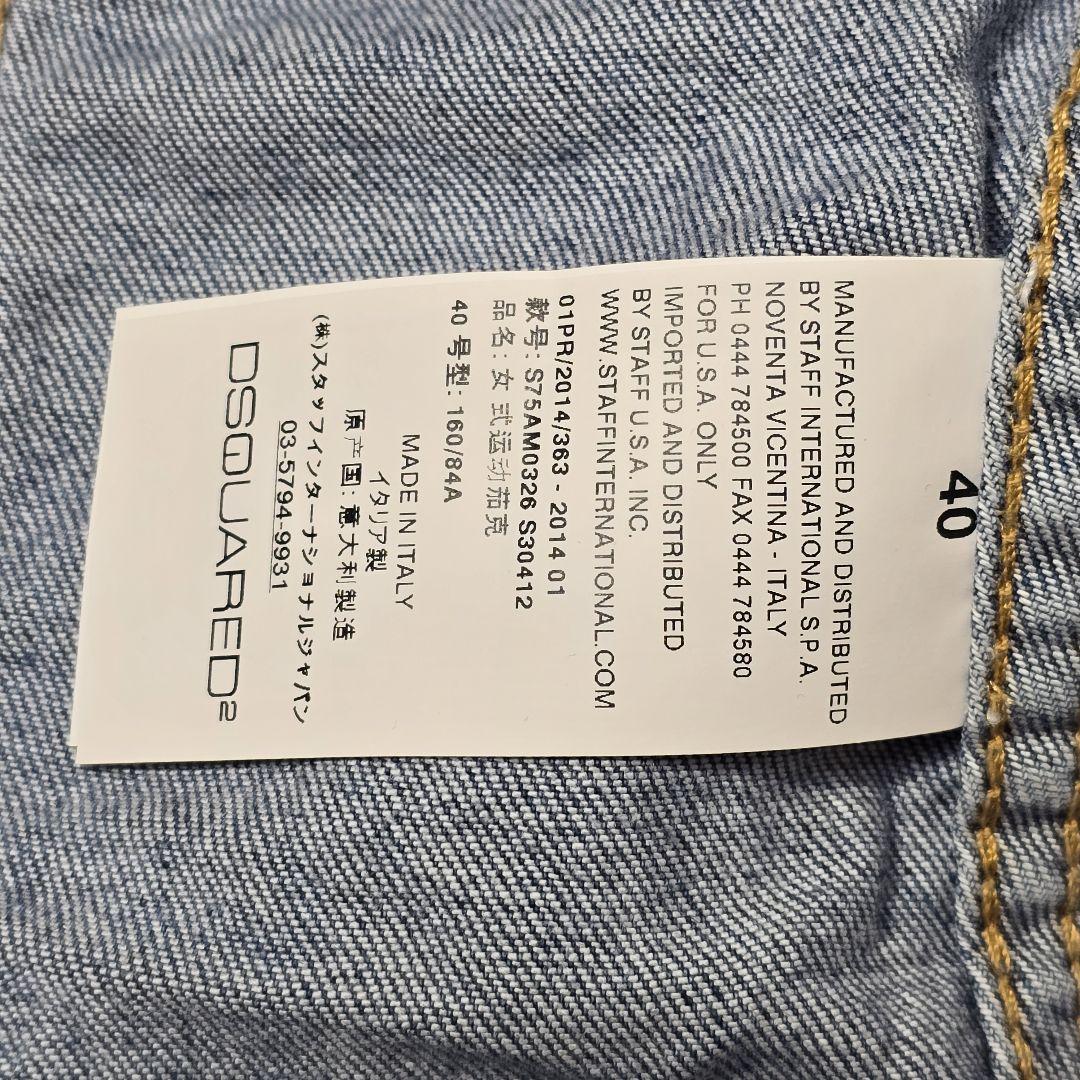 40
MANUFACTURED AND DISTRIBUTED
BY STAFF INTERNATIONAL S.P.A.
NOVENTA VICENTINA - ITALY
PH 0444 784500 FAX 0444 784580
FOR U.S.A. ONLY
IMPORTED AND DISTRIBUTED
BY STAFF U.S.A. INC.
WWW.STAFFINTERNATIONAL.COM
01PR/2014/363 - 2014 01
款号: S75AM0326 S30412
品名: 女式运动茄克
40 号型: 160/84A
MADE IN ITALY
イタリア製
原产国: 意大利製造
(株)スタッフインターナショナルジャパン
03-5794-9931
DSQUARED2